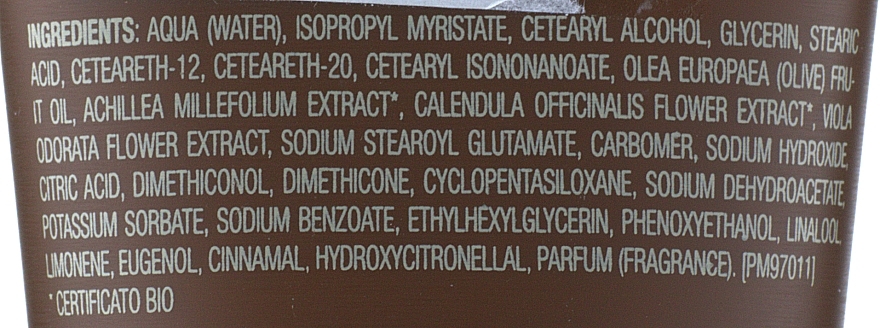 INGREDIENTS: AQUA (WATER), ISOPROPYL MYRISTATE, CETEARYL ALCOHOL, GLYCERIN, STEARIC
ACID, CETEARETH-12, CETEARETH-20, CETEARYL ISONONANOATE, OLEA EUROPAEA (OLIVE) FRU-
IT OIL, ACHILLEA MILLEFOLIUM EXTRACT*, CALENDULA OFFICINALIS FLOWER EXTRACT*, VIOLA
ODORATA FLOWER EXTRACT, SODIUM STEAROYL GLUTAMATE, CARBOMER, SODIUM HYDROXIDE,
CITRIC ACID, DIMETHICONOL, DIMETHICONE, CYCLOPENTASILOXANE, SODIUM DEHYDROACETATE,
POTASSIUM SORBATE, SODIUM BENZOATE, ETHYLHEXYLGLYCERIN, PHENOXYETHANOL, LINALOOL,
LIMONENE, EUGENOL, CINNAMAL, HYDROXYCITRONELLAL, PARFUM (FRAGRANCE). [PM97011]
* CERTIFICATO BIO